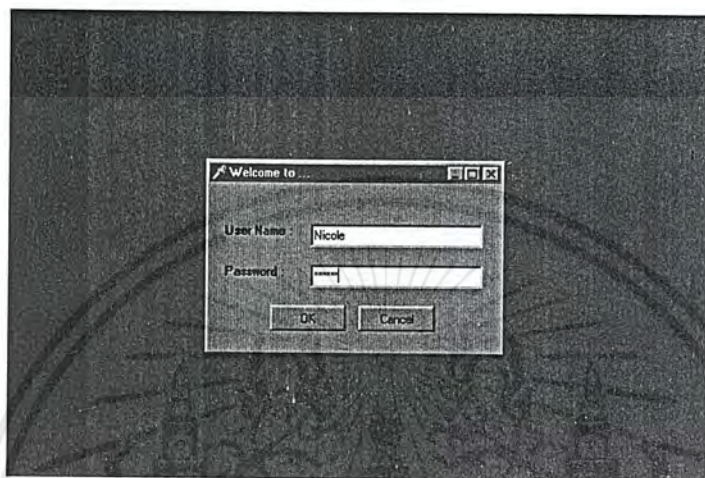 Welcome to ...
User Name : Nicole
Password : ******
OK Cancel